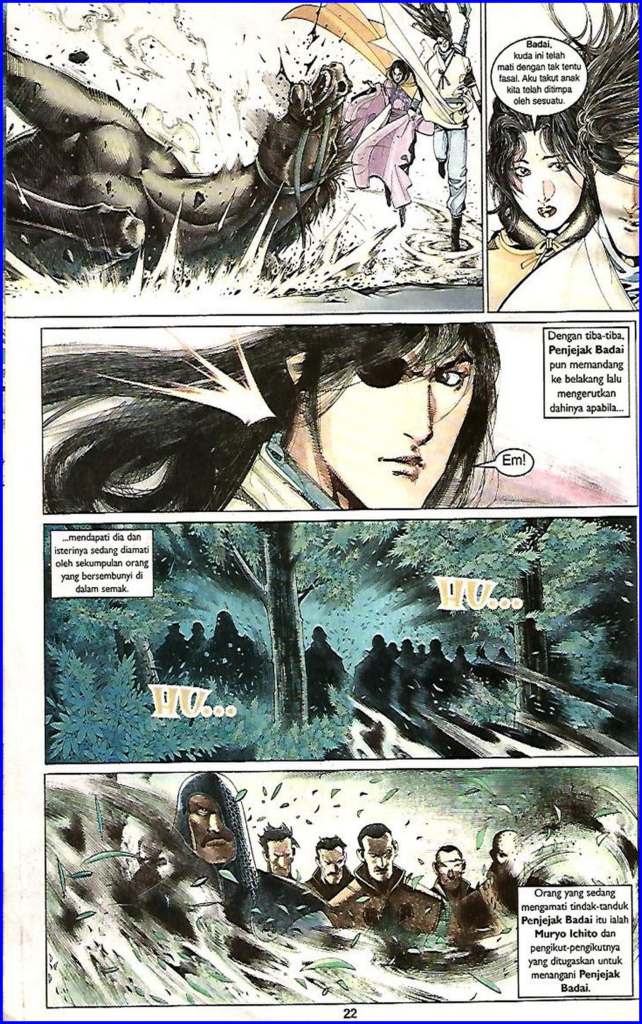 Badai,
kuda ini telah
mati dengan tak tentu
fasal. Aku takut anak
kita telah ditimpa
oleh sesuatu.
Dengan tiba-tiba,
Penjejak Badai
pun memandang
ke belakang lalu
mengerutkan
dahinya apabila...
Em!
...mendapati dia dan
isterinya sedang diamati
oleh sekumpulan orang
yang bersembunyi di
dalam semak.
HU...
HU...
Orang yang sedang
mengamati tindak-tanduk
Penjejak Badai itu ialah
Muryo Ichito dan
pengikut-pengikutnya
yang ditugaskan untuk
menangani Penjejak
Badai.
22